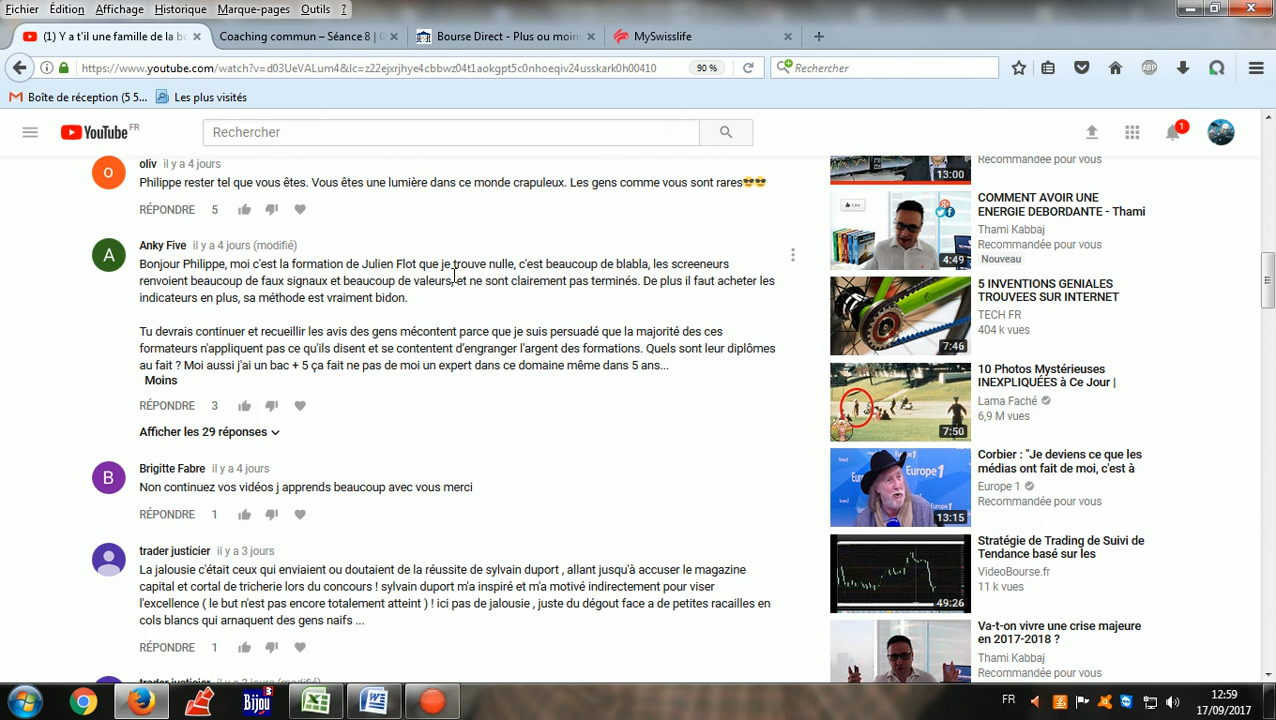 Fichier Édition Affichage Historique Marque-pages Outils ?
(1) Y a t'il une famille de la bo × Coaching commun – Séance 8 | × Bourse Direct - Plus ou moin × MySwisslife × +
https://www.youtube.com/watch?v=d03UeVALum4&lc=z22ejxrjhye4cbbwz04t1aokgpt5c0nhoeqiv24usskark0h00410 90 % Rechercher
Boîte de réception (5 5... Les plus visités
YouTube FR Rechercher 1
oliv il y a 4 jours
Philippe rester tel que vous êtes. Vous êtes une lumière dans ce monde crapuleux. Les gens comme vous sont rares😎😎
RÉPONDRE 5
Anky Five il y a 4 jours (modifié)
Bonjour Philippe, moi c'est la formation de Julien Flot que je trouve nulle, c'est beaucoup de blabla, les screeneurs
renvoient beaucoup de faux signaux et beaucoup de valeurs, et ne sont clairement pas terminés. De plus il faut acheter les
indicateurs en plus, sa méthode est vraiment bidon.
Tu devrais continuer et recueillir les avis des gens mécontent parce que je suis persuadé que la majorité des ces
formateurs n'appliquent pas ce qu'ils disent et se contentent d'engranger l'argent des formations. Quels sont leur diplômes
au fait ? Moi aussi j'ai un bac + 5 ça fait ne pas de moi un expert dans ce domaine même dans 5 ans...
Moins
RÉPONDRE 3
Afficher les 29 réponses
B
Brigitte Fabre il y a 4 jours
Non continuez vos vidéos j apprends beaucoup avec vous merci
RÉPONDRE 1
trader justicier il y a 3 jours
La jalousie c'était ceux qui enviaient ou doutaient de la réussite de sylvain duport , allant jusqu'à accuser le magazine
capital et cortal de tricterie lors du concours ! sylvain duport m'a inspiré et m'a motivé indirectement pour viser
l'excellence ( le but n'est pas encore totalement atteint ) ! ici pas de jalousie , juste du dégout face a de petites racailles en
cols blancs qui arnaquent des gens naifs ...
RÉPONDRE 1
Recommandée pour vous
13:00
COMMENT AVOIR UNE
ENERGIE DEBORDANTE - Thami
Thami Kabbaj
Nouveau
4:49
5 INVENTIONS GENIALES
TROUVEES SUR INTERNET
TECH FR
404 k vues
7:46
10 Photos Mystérieuses
INEXPLIQUÉES à Ce Jour |
Lama Faché
6,9 M vues
7:50
Corbier : "Je deviens ce que les
médias ont fait de moi, c'est à
Europe 1
Recommandée pour vous
13:15
Stratégie de Trading de Suivi de
Tendance basé sur les
VideoBourse.fr
11 k vues
49:26
Va-t-on vivre une crise majeure
en 2017-2018 ?
Thami Kabbaj
Recommandée pour vous
Bijou 3
FR 12:59
17/09/2017